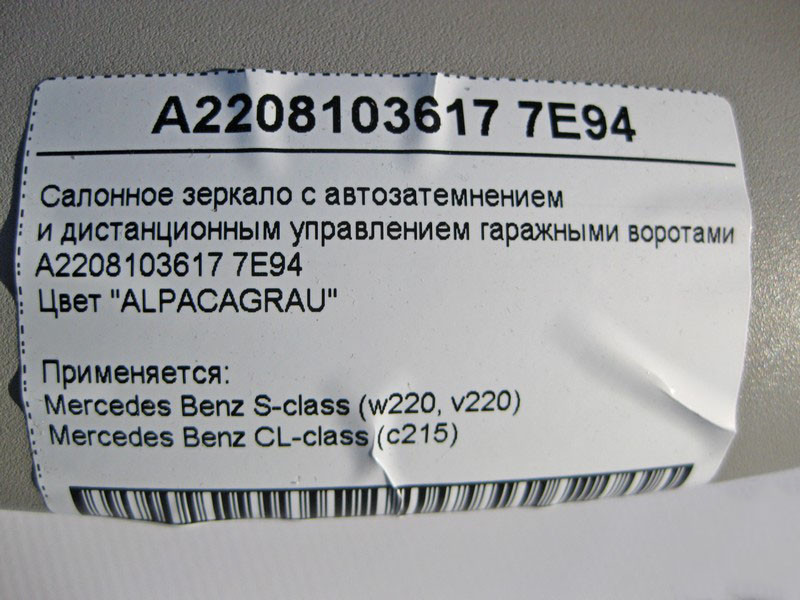 A2208103617 7E94
Салонное зеркало с автозатемнением
и дистанционным управлением гаражными воротами
A2208103617 7E94
Цвет "ALPACAGRAU"
Применяется:
Mercedes Benz S-class (w220, v220)
Mercedes Benz CL-class (c215)